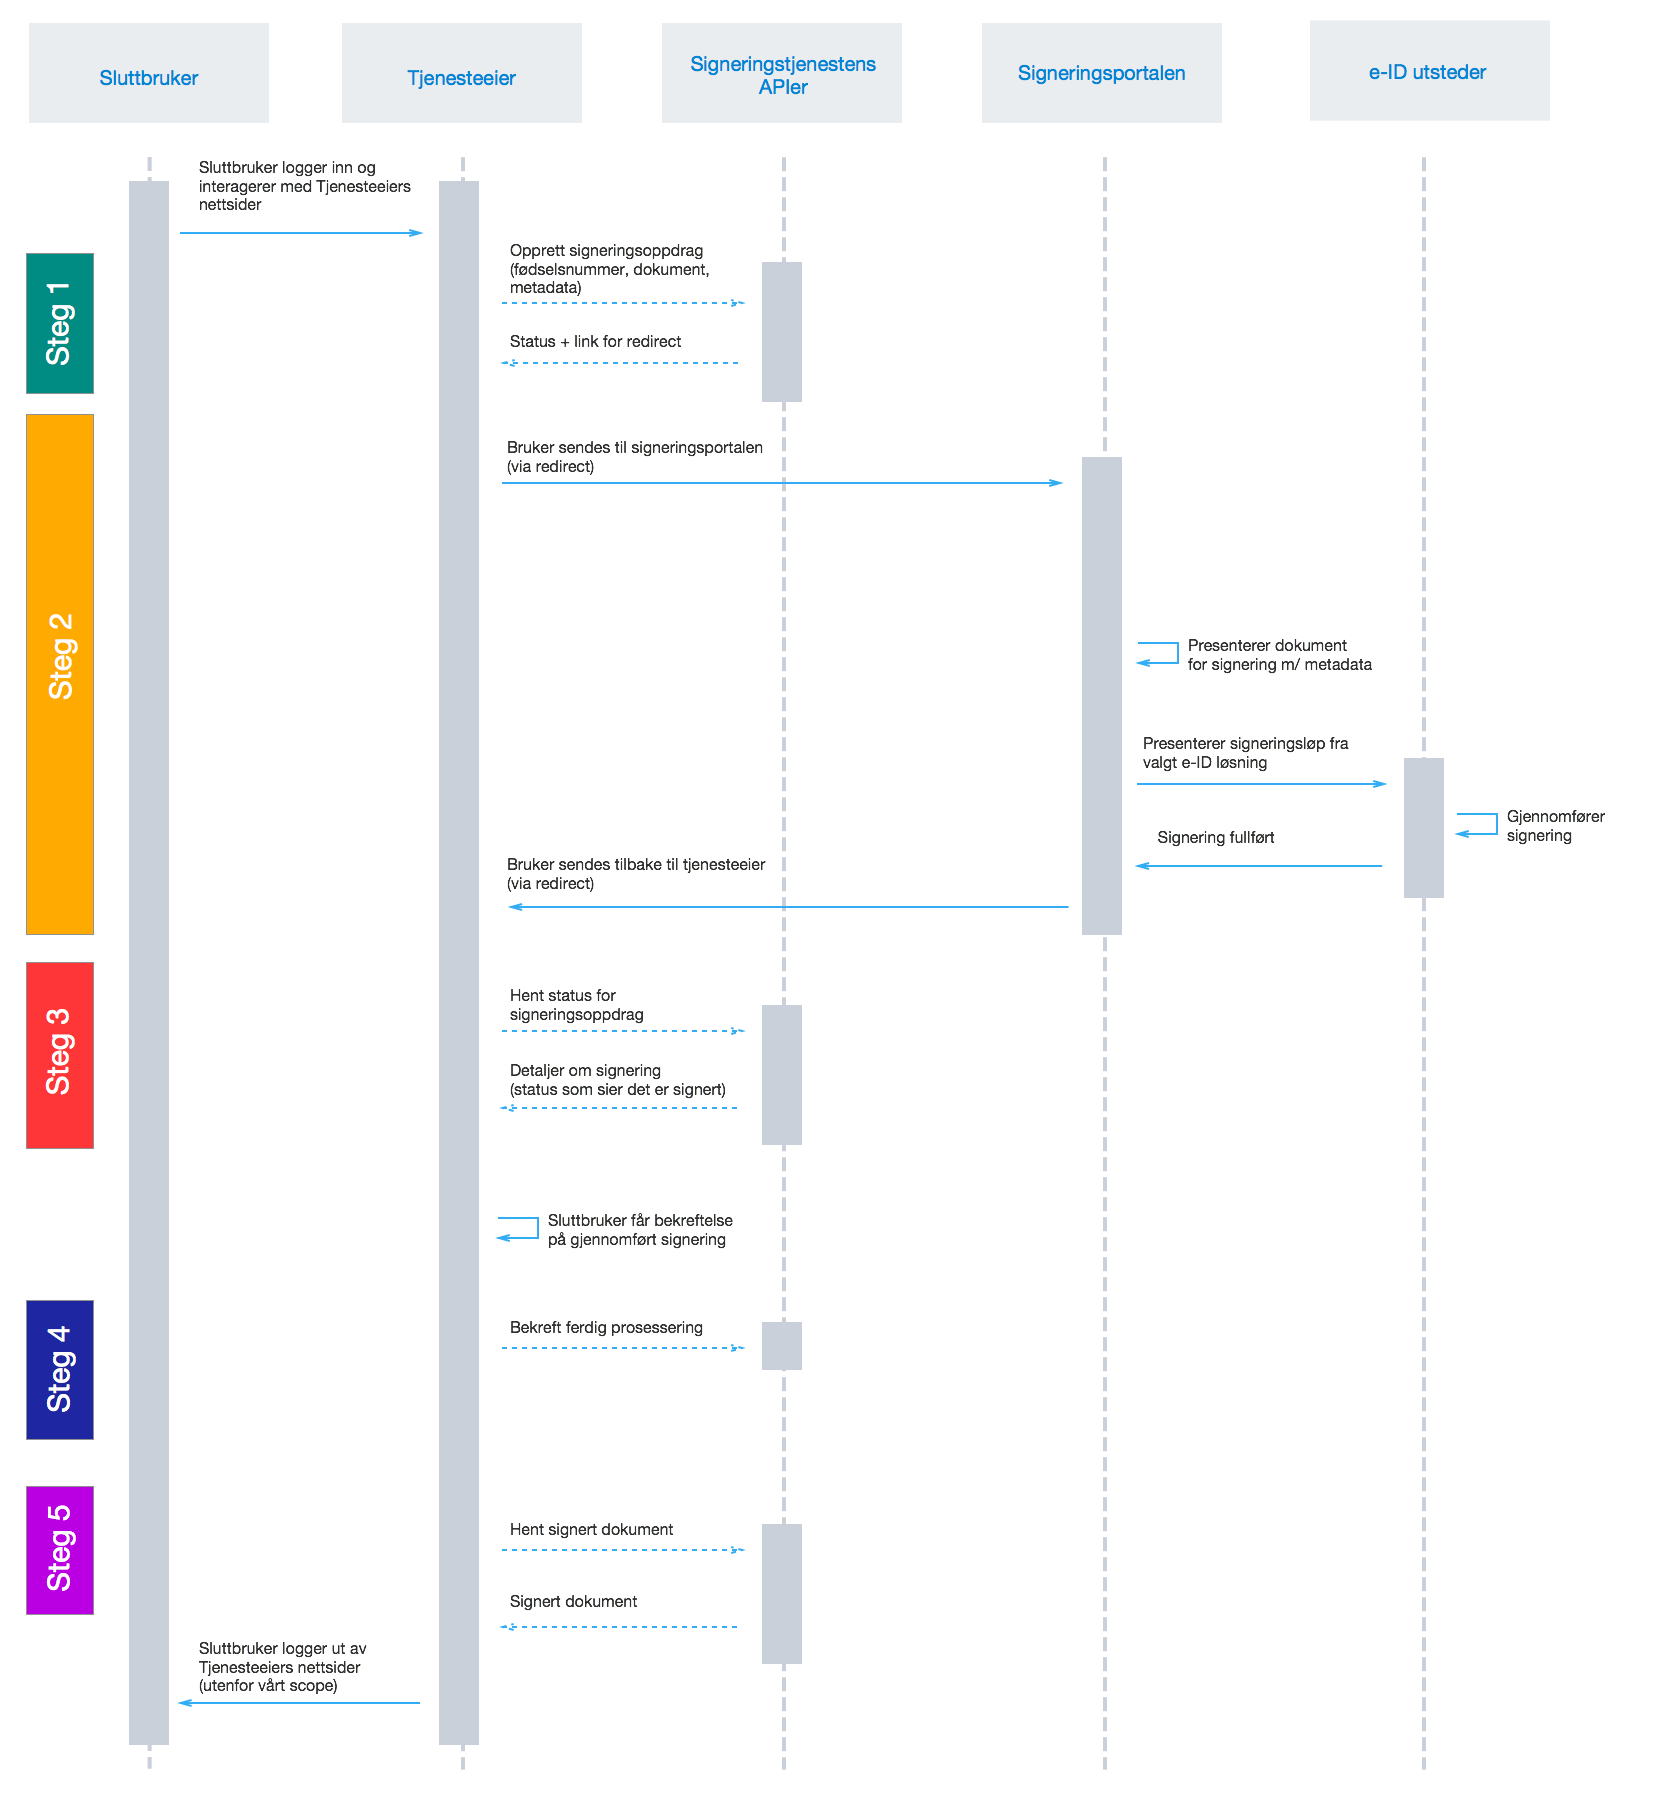 Sluttbruker
Tjenesteeier
Signeringstjenestens
APIer
Signeringsportalen
e-ID utsteder
Sluttbruker logger inn og
interagerer med Tjenesteeiers
nettsider
Steg 1
Opprett signeringsoppdrag
(fødselsnummer, dokument,
metadata)
Status + link for redirect
Steg 2
Bruker sendes til signeringsportalen
(via redirect)
Presenterer dokument
for signering m/ metadata
Presenterer signeringsløp fra
valgt e-ID løsning
Gjennomfører
signering
Signering fullført
Bruker sendes tilbake til tjenesteeier
(via redirect)
Steg 3
Hent status for
signeringsoppdrag
Detaljer om signering
(status som sier det er signert)
Sluttbruker får bekreftelse
på gjennomført signering
Steg 4
Bekreft ferdig prosessering
Steg 5
Hent signert dokument
Signert dokument
Sluttbruker logger ut av
Tjenesteeiers nettsider
(utenfor vårt scope)